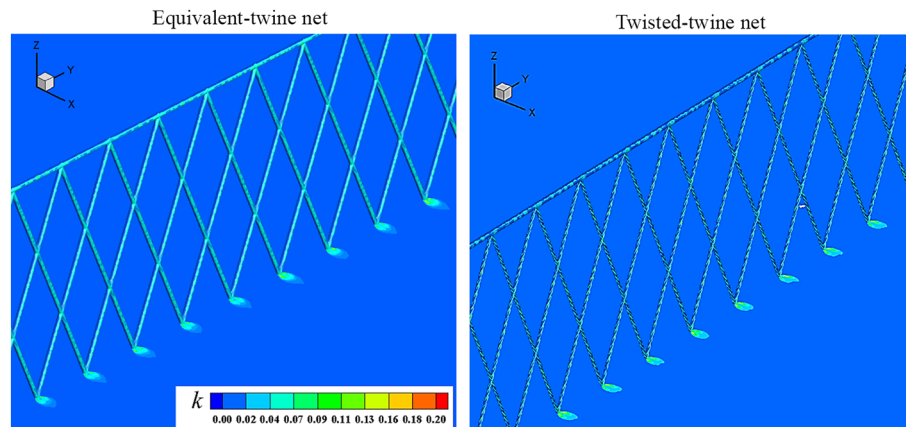 Equivalent-twine net
Twisted-twine net
Z
Y
X
Z
Y
X
k
0.00 0.02 0.04 0.07 0.09 0.11 0.13 0.16 0.18 0.20